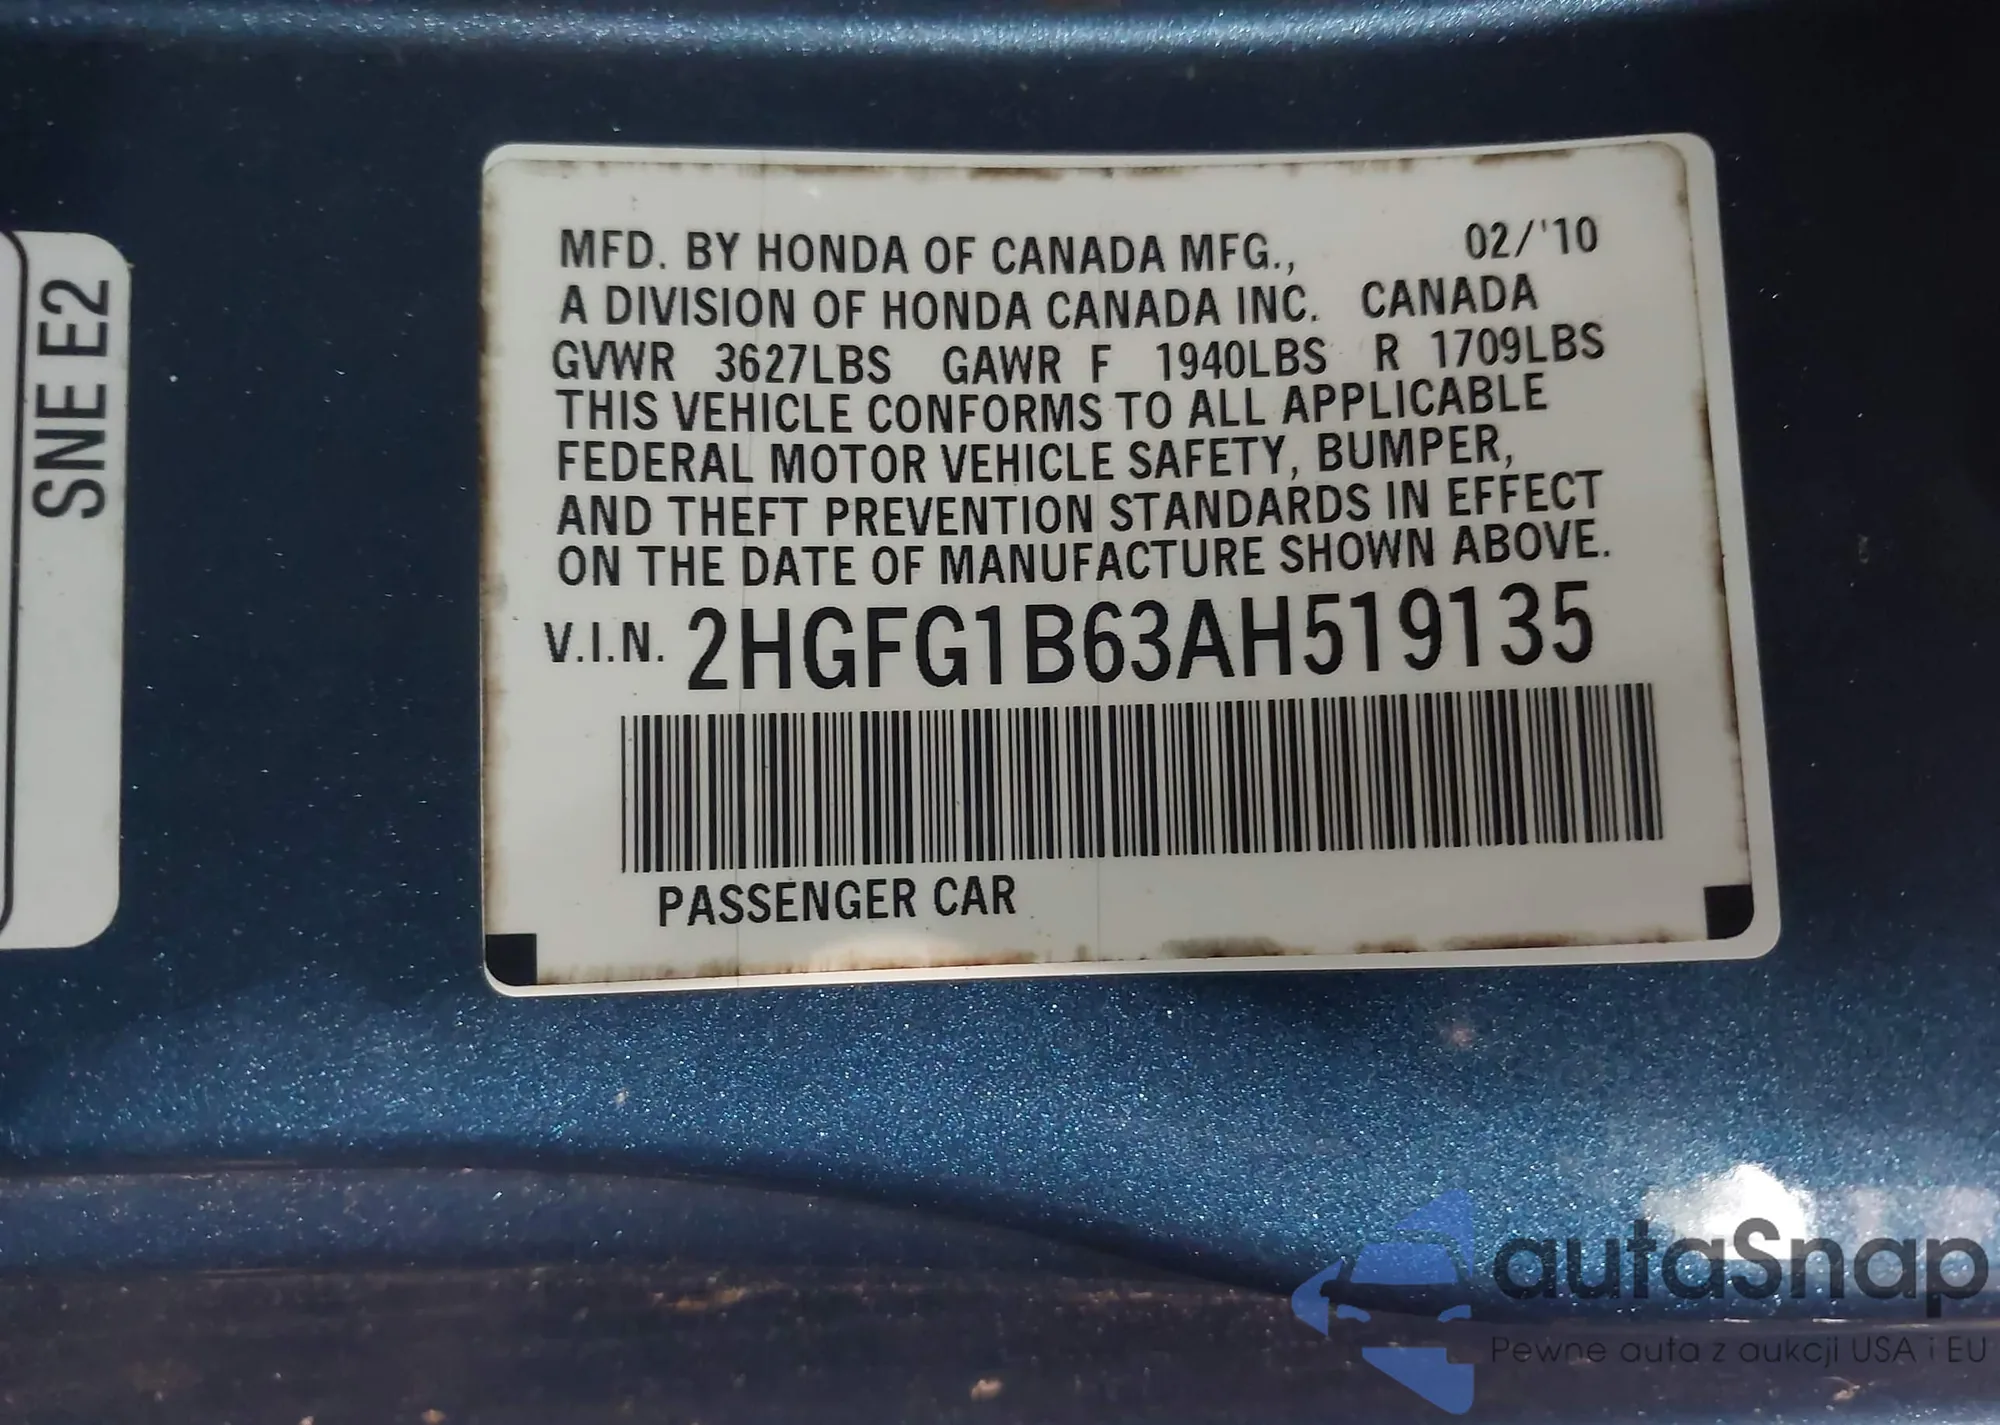 SNE E2
MFD. BY HONDA OF CANADA MFG., 02/'10
A DIVISION OF HONDA CANADA INC. CANADA
GVWR 3627LBS GAWR F 1940LBS R 1709LBS
THIS VEHICLE CONFORMS TO ALL APPLICABLE
FEDERAL MOTOR VEHICLE SAFETY, BUMPER,
AND THEFT PREVENTION STANDARDS IN EFFECT
ON THE DATE OF MANUFACTURE SHOWN ABOVE.
V.I.N. 2HGFG1B63AH519135
PASSENGER CAR
autaSnap
Pewne auta z aukcji USA i EU